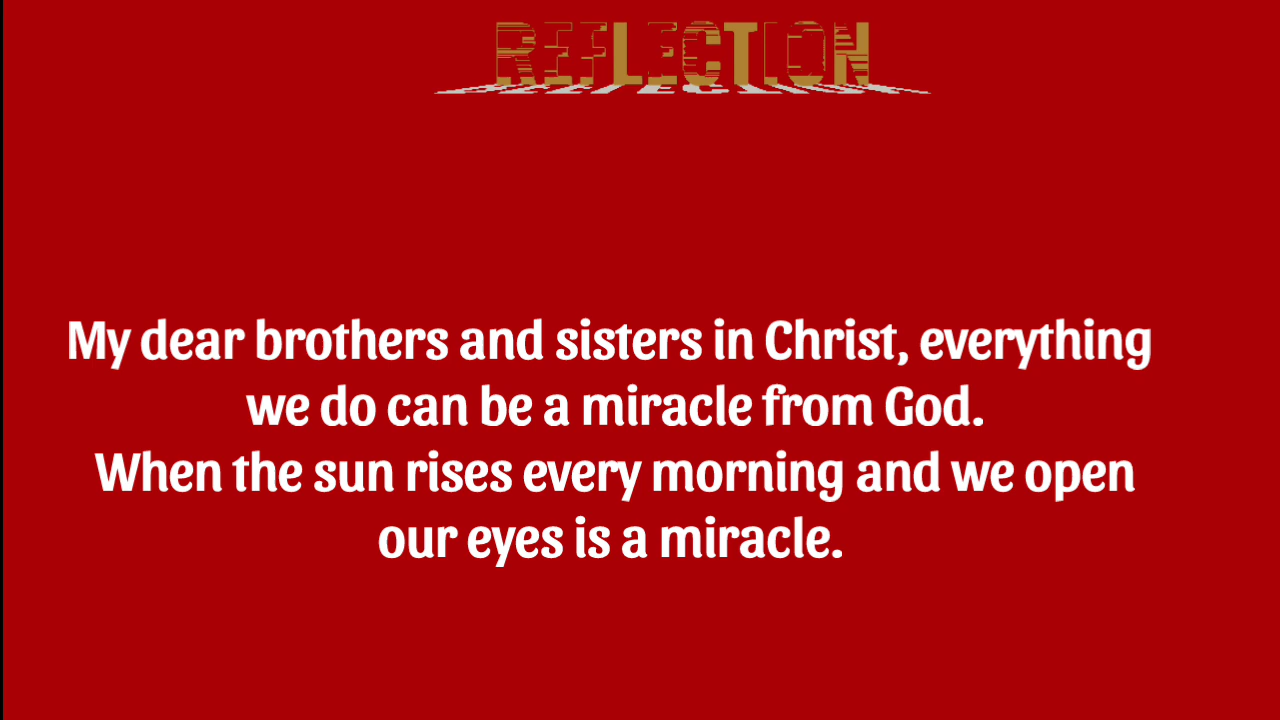 REFLECTION
My dear brothers and sisters in Christ, everything
we do can be a miracle from God.
When the sun rises every morning and we open
our eyes is a miracle.